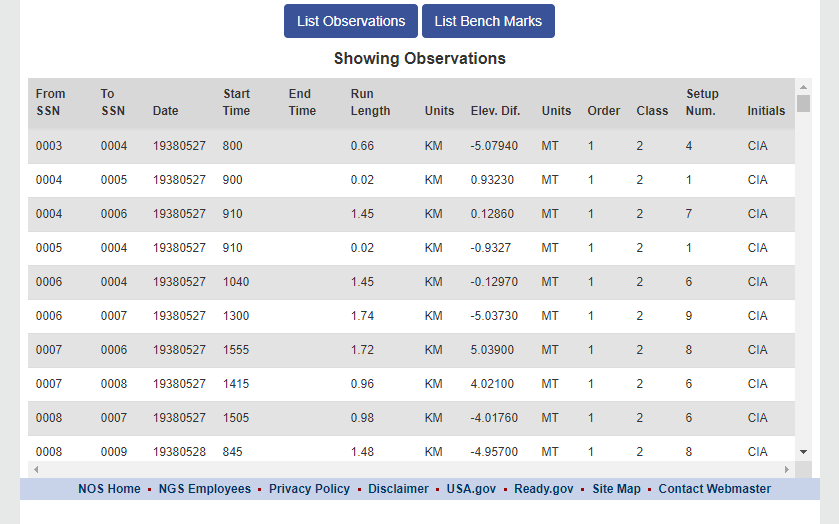 List Observations List Bench Marks
Showing Observations
From SSN To SSN Date Start Time End Time Run Length Units Elev. Dif. Units Order Class Setup Num. Initials
0003 0004 19380527 800 0.66 KM -5.07940 MT 1 2 4 CIA
0004 0005 19380527 900 0.02 KM 0.93230 MT 1 2 1 CIA
0004 0006 19380527 910 1.45 KM 0.12860 MT 1 2 7 CIA
0005 0004 19380527 910 0.02 KM -0.9327 MT 1 2 1 CIA
0006 0004 19380527 1040 1.45 KM -0.12970 MT 1 2 6 CIA
0006 0007 19380527 1300 1.74 KM -5.03730 MT 1 2 9 CIA
0007 0006 19380527 1555 1.72 KM 5.03900 MT 1 2 8 CIA
0007 0008 19380527 1415 0.96 KM 4.02100 MT 1 2 6 CIA
0008 0007 19380527 1505 0.98 KM -4.01760 MT 1 2 6 CIA
0008 0009 19380528 845 1.48 KM -4.95700 MT 1 2 8 CIA
NOS Home ▪ NGS Employees ▪ Privacy Policy ▪ Disclaimer ▪ USA.gov ▪ Ready.gov ▪ Site Map ▪ Contact Webmaster